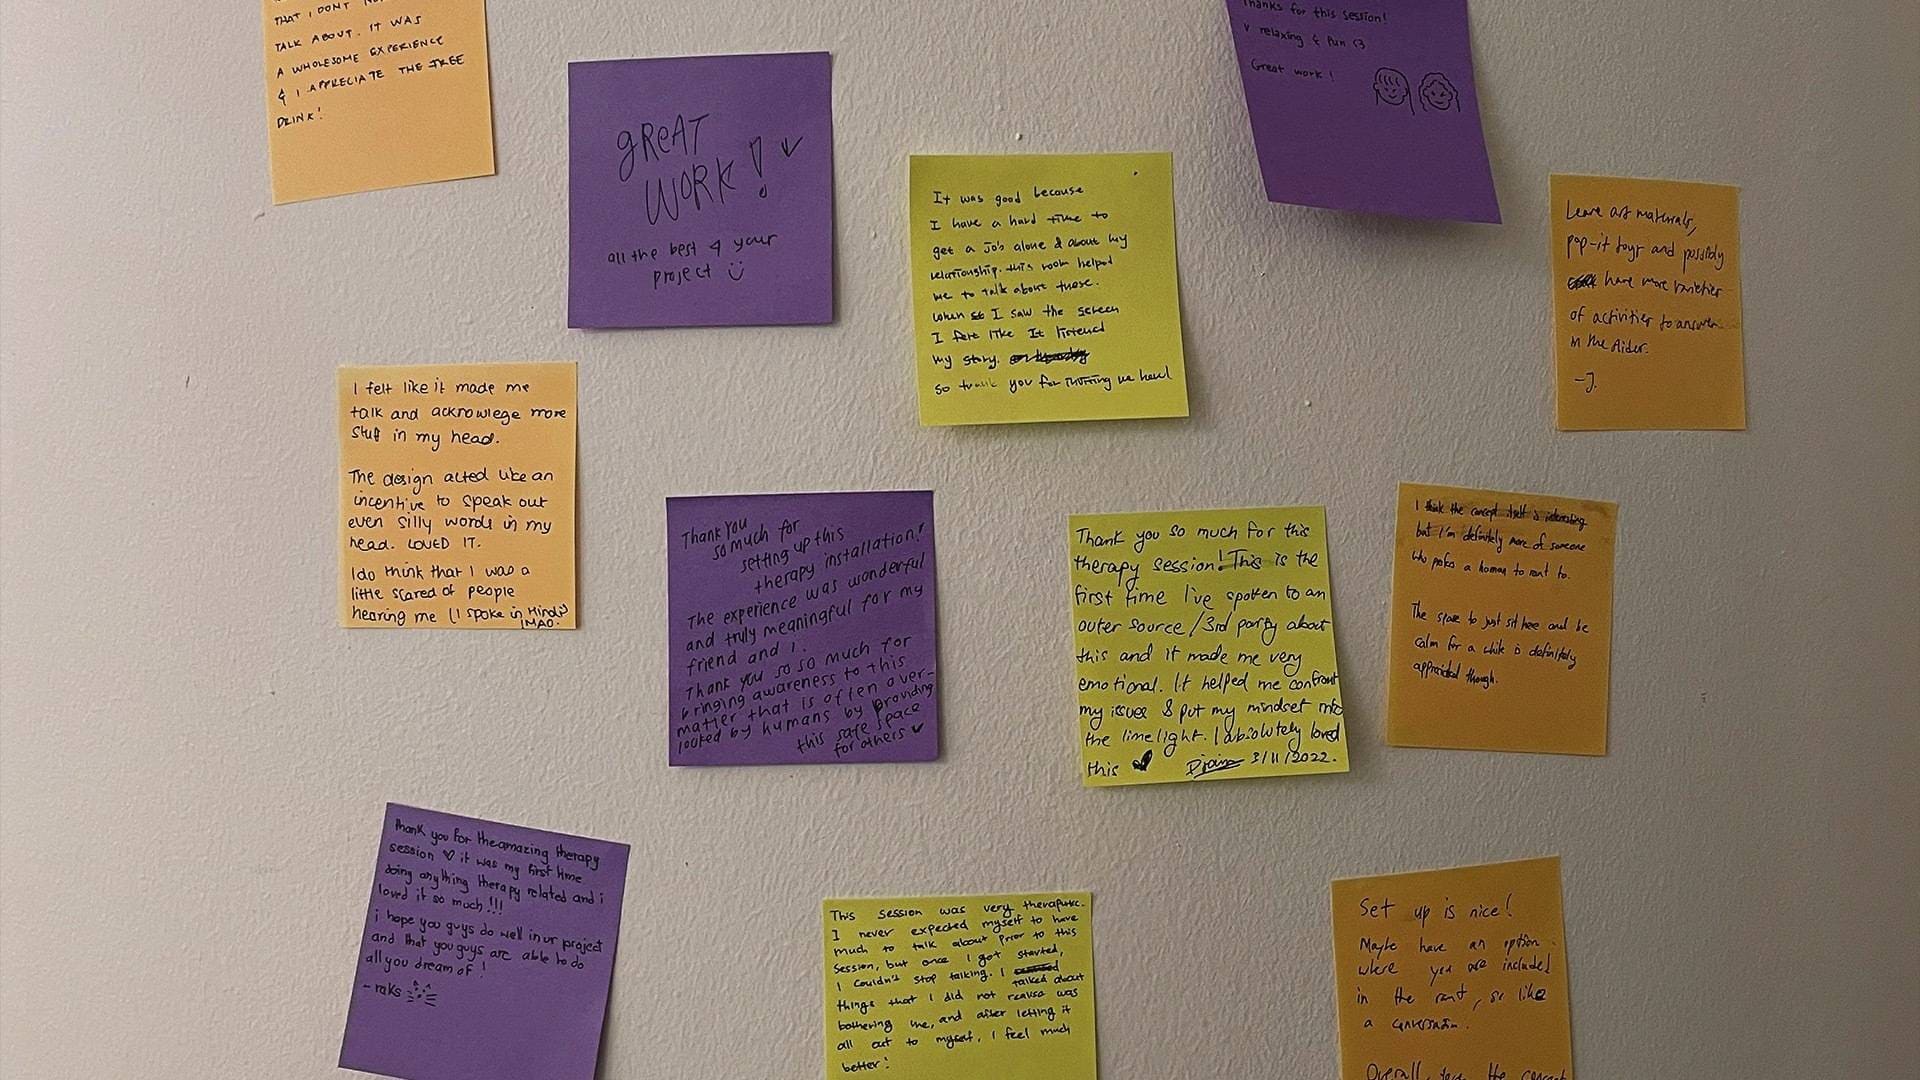 THAT I DONT
TALK ABOUT. IT WAS
A WHOLESOME EXPERIENCE
& I APPRECIATE THE FREE
DRINK!
GREAT
WORK!
all the best 4 your
project
Thanks for this session!
v relaxing & fun <3
Great work!
It was good because
I have a hard time to
get a job alone & about my
relationship. this room helped
me to talk about these.
When I saw the screen
I felt like It listened
my story.
so thank you for me here!
Leave art materials,
pop-it toys and possibly
have more varieties
of activities to answer
in the Aider.
-J.
I felt like it made me
talk and acknowlege more
stuff in my head.
The design acted like an
incentive to speak out
even silly words in my
head. LOVED IT.
I do think that I was a
little scared of people
hearing me (I spoke in Hindi)
LMAO.
Thank you
so much for
setting up this
therapy installation!
The experience was wonderful
and truly meaningful for my
friend and I.
Thank you so so much for
bringing awareness to this
matter that is often over-
looked by humans by providing
this safe space
for others
Thank you so much for this
therapy session! This is the
first time I've spoken to an
outer source/3rd party about
this and it made me very
emotional. It helped me confront
my issues & put my mindset into
the limelight. I absolutely loved
this 3/11/2022.
I think the concept itself is interesting
but I'm definitely more of someone
who a human to rant to.
The space to just sit here and be
calm for a while is definitely
appreciated though.
thank you for the amazing therapy
session it was my first time
doing anything therapy related and i
loved it so much!!!
i hope you guys do well in ur project
and that you guys are able to do
all you dream of!
- raks
This session was very therapeutic.
I never expected myself to have
much to talk about prior to this
session, but once I got started,
I couldn't stop talking. I talked about
things that I did not realise was
bothering me, and after letting it
all out to myself, I feel much
better!
Set up is nice!
Maybe have an option
where you are included
in the rant, or like
a conversation.
Overall, the concept